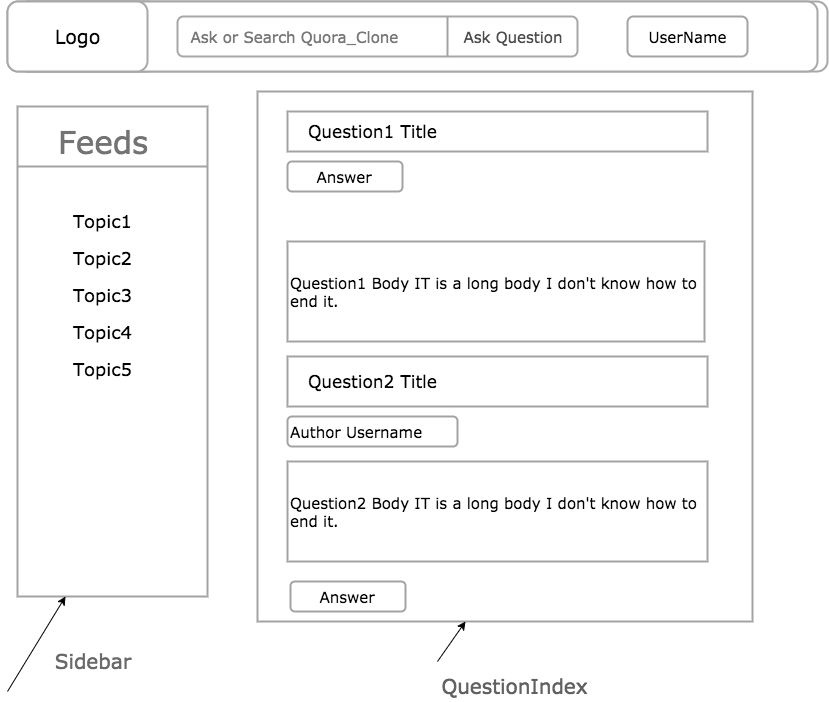 Logo
Ask or Search Quora_Clone
Ask Question
UserName
Feeds
Topic1
Topic2
Topic3
Topic4
Topic5
Question1 Title
Answer
Question1 Body IT is a long body I don't know how to
end it.
Question2 Title
Author Username
Question2 Body IT is a long body I don't know how to
end it.
Answer
Sidebar
QuestionIndex